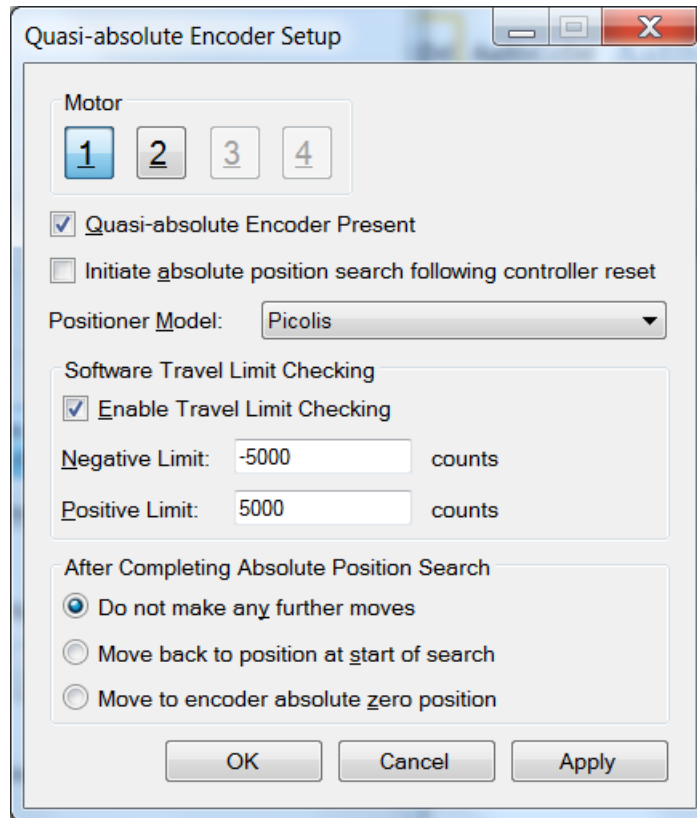 Quasi-absolute Encoder Setup
Motor
1 2 3 4
Quasi-absolute Encoder Present
Initiate absolute position search following controller reset
Positioner Model: Picolis
Software Travel Limit Checking
Enable Travel Limit Checking
Negative Limit: -5000 counts
Positive Limit: 5000 counts
After Completing Absolute Position Search
Do not make any further moves
Move back to position at start of search
Move to encoder absolute zero position
OK Cancel Apply